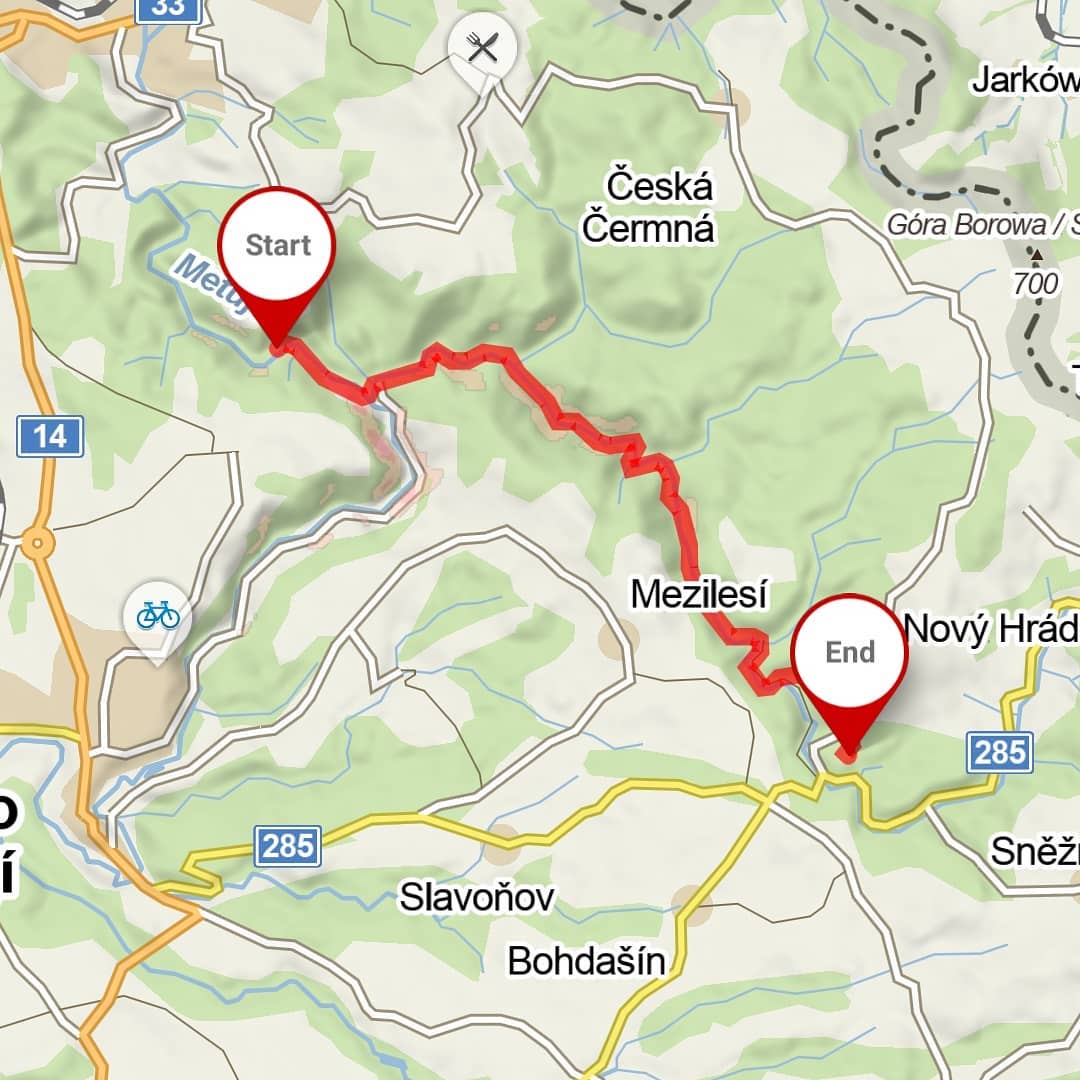 33
Jarków
Česká
Čermná
Góra Borowa / S
700
Start
Metuj
14
Mezilesí
Nový Hrád
End
285
285
Sněžn
Slavoňov
Bohdašín
o
í